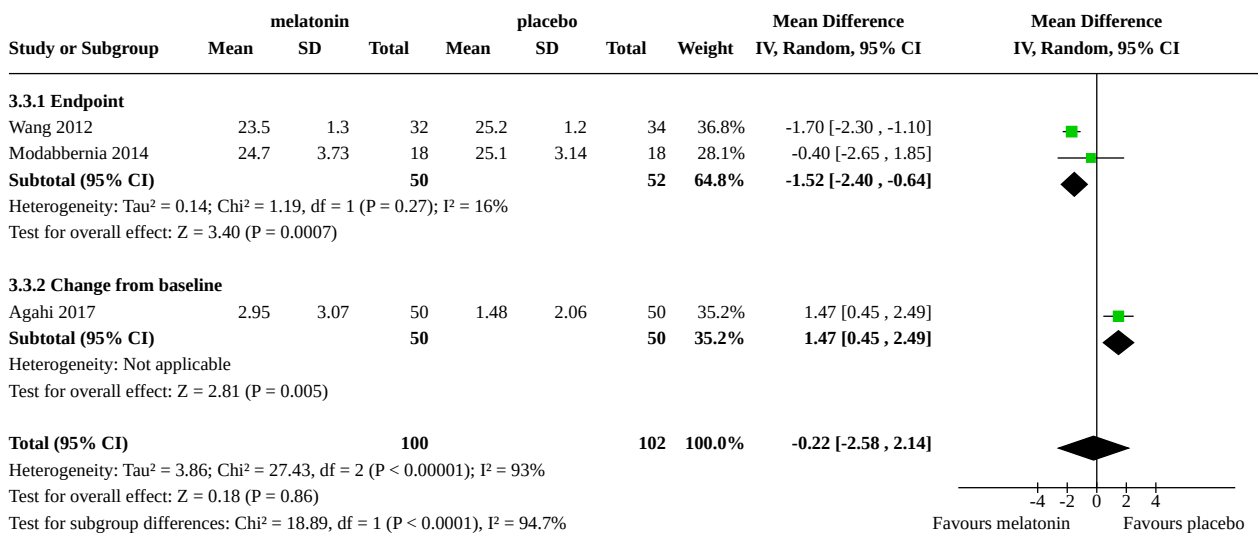 melatonin placebo Mean Difference Mean Difference
Study or Subgroup Mean SD Total Mean SD Total Weight IV, Random, 95% CI IV, Random, 95% CI
3.3.1 Endpoint
Wang 2012 23.5 1.3 32 25.2 1.2 34 36.8% -1.70 [-2.30 , -1.10]
Modabbernia 2014 24.7 3.73 18 25.1 3.14 18 28.1% -0.40 [-2.65 , 1.85]
Subtotal (95% CI) 50 52 64.8% -1.52 [-2.40 , -0.64]
Heterogeneity: Tau² = 0.14; Chi² = 1.19, df = 1 (P = 0.27); I² = 16%
Test for overall effect: Z = 3.40 (P = 0.0007)
3.3.2 Change from baseline
Agahi 2017 2.95 3.07 50 1.48 2.06 50 35.2% 1.47 [0.45 , 2.49]
Subtotal (95% CI) 50 50 35.2% 1.47 [0.45 , 2.49]
Heterogeneity: Not applicable
Test for overall effect: Z = 2.81 (P = 0.005)
Total (95% CI) 100 102 100.0% -0.22 [-2.58 , 2.14]
Heterogeneity: Tau² = 3.86; Chi² = 27.43, df = 2 (P < 0.00001); I² = 93%
Test for overall effect: Z = 0.18 (P = 0.86)
-4 -2 0 2 4
Test for subgroup differences: Chi² = 18.89, df = 1 (P < 0.0001), I² = 94.7%
Favours melatonin Favours placebo